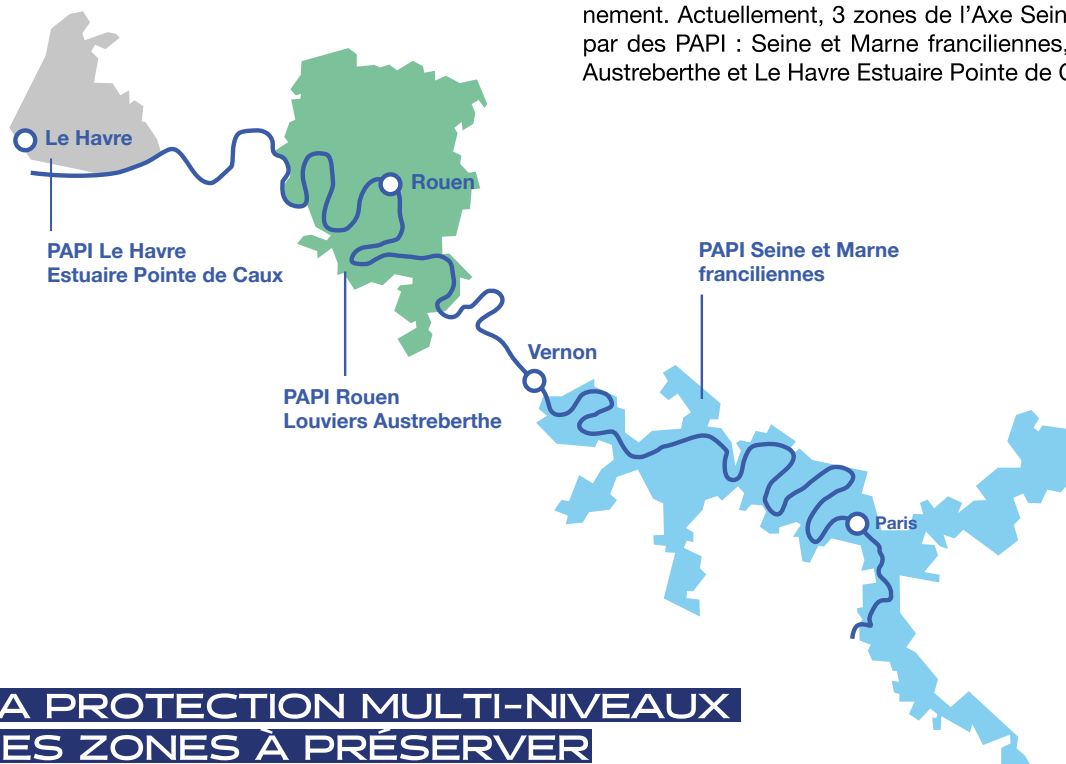 nement. Actuellement, 3 zones de l'Axe Sein
par des PAPI : Seine et Marne franciliennes,
Austreberthe et Le Havre Estuaire Pointe de C
Le Havre
Rouen
PAPI Le Havre
Estuaire Pointe de Caux
PAPI Seine et Marne
franciliennes
Vernon
PAPI Rouen
Louviers Austreberthe
Paris
A PROTECTION MULTI-NIVEAUX
ES ZONES À PRÉSERVER